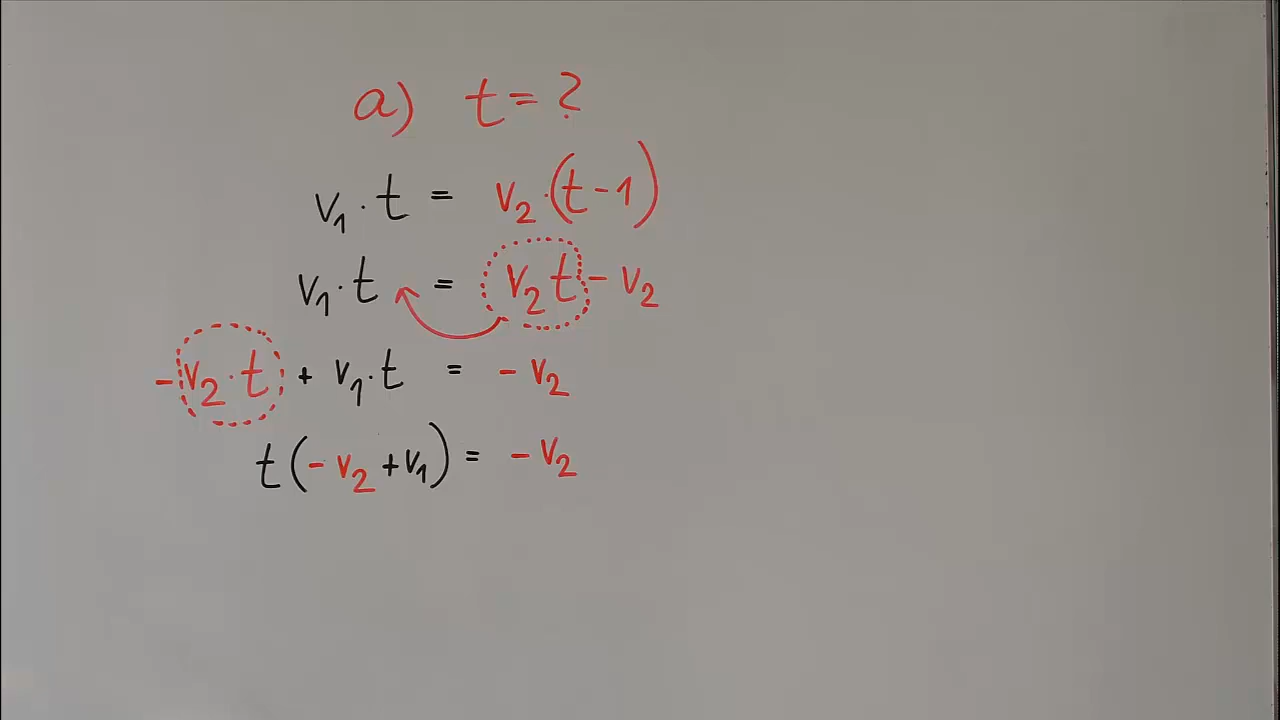 a) t = ?
v₁ · t = v₂ · (t - 1)
v₁ · t = v₂ t - v₂
- v₂ · t + v₁ · t = - v₂
t (- v₂ + v₁) = - v₂